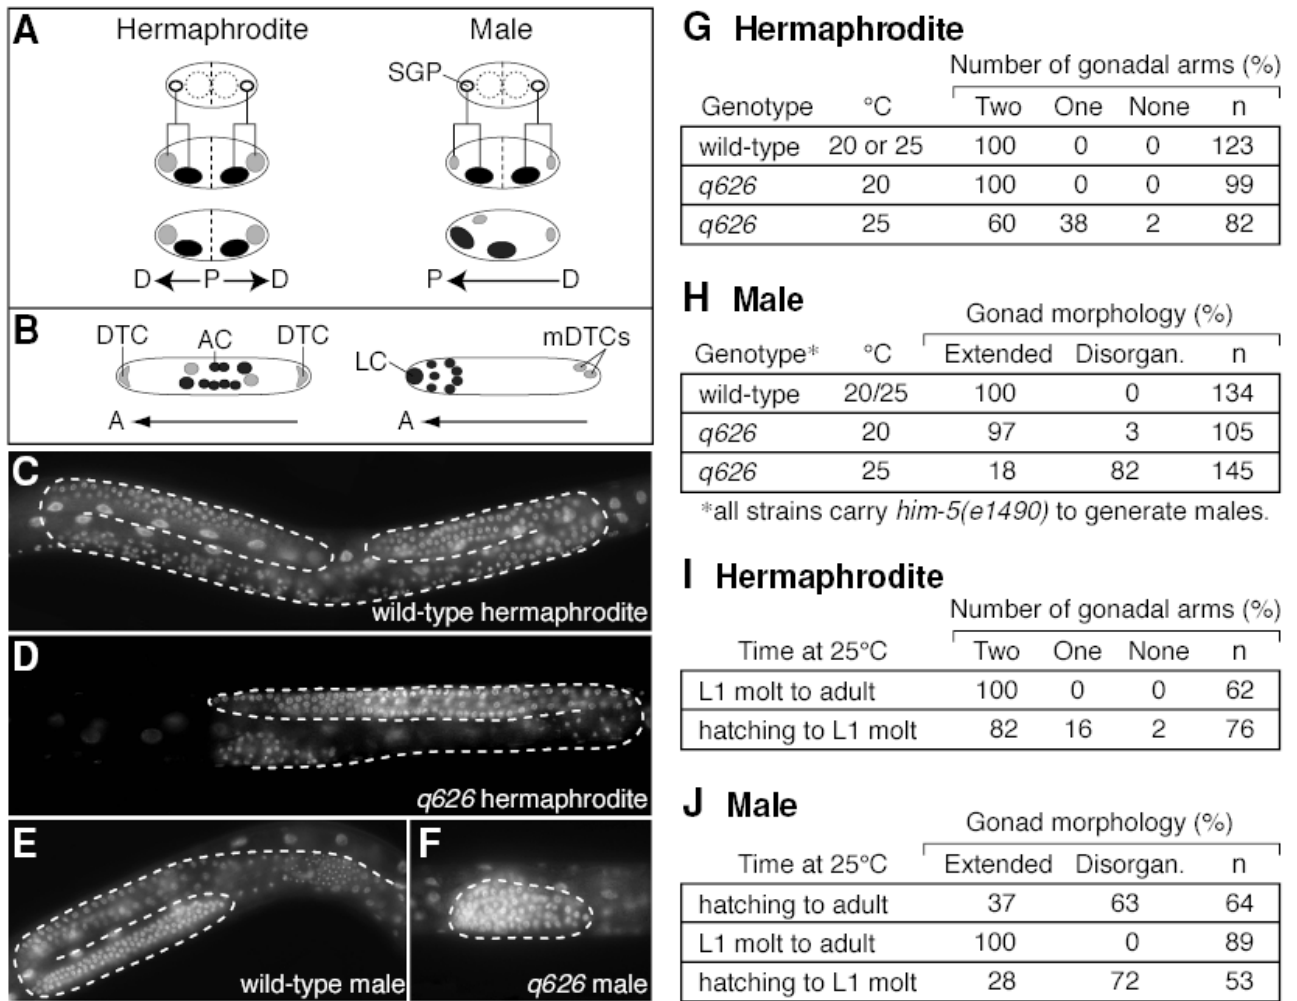 A
Hermaphrodite Male
SGP
D P D P D
B
DTC AC DTC LC mDTCs
A A
C
wild-type hermaphrodite
D
q626 hermaphrodite
E
wild-type male
F
q626 male
G Hermaphrodite
Number of gonadal arms (%)
Genotype °C Two One None n
wild-type 20 or 25 100 0 0 123
q626 20 100 0 0 99
q626 25 60 38 2 82
H Male
Gonad morphology (%)
Genotype* °C Extended Disorgan. n
wild-type 20/25 100 0 134
q626 20 97 3 105
q626 25 18 82 145
*all strains carry him-5(e1490) to generate males.
I Hermaphrodite
Number of gonadal arms (%)
Time at 25°C Two One None n
L1 molt to adult 100 0 0 62
hatching to L1 molt 82 16 2 76
J Male
Gonad morphology (%)
Time at 25°C Extended Disorgan. n
hatching to adult 37 63 64
L1 molt to adult 100 0 89
hatching to L1 molt 28 72 53